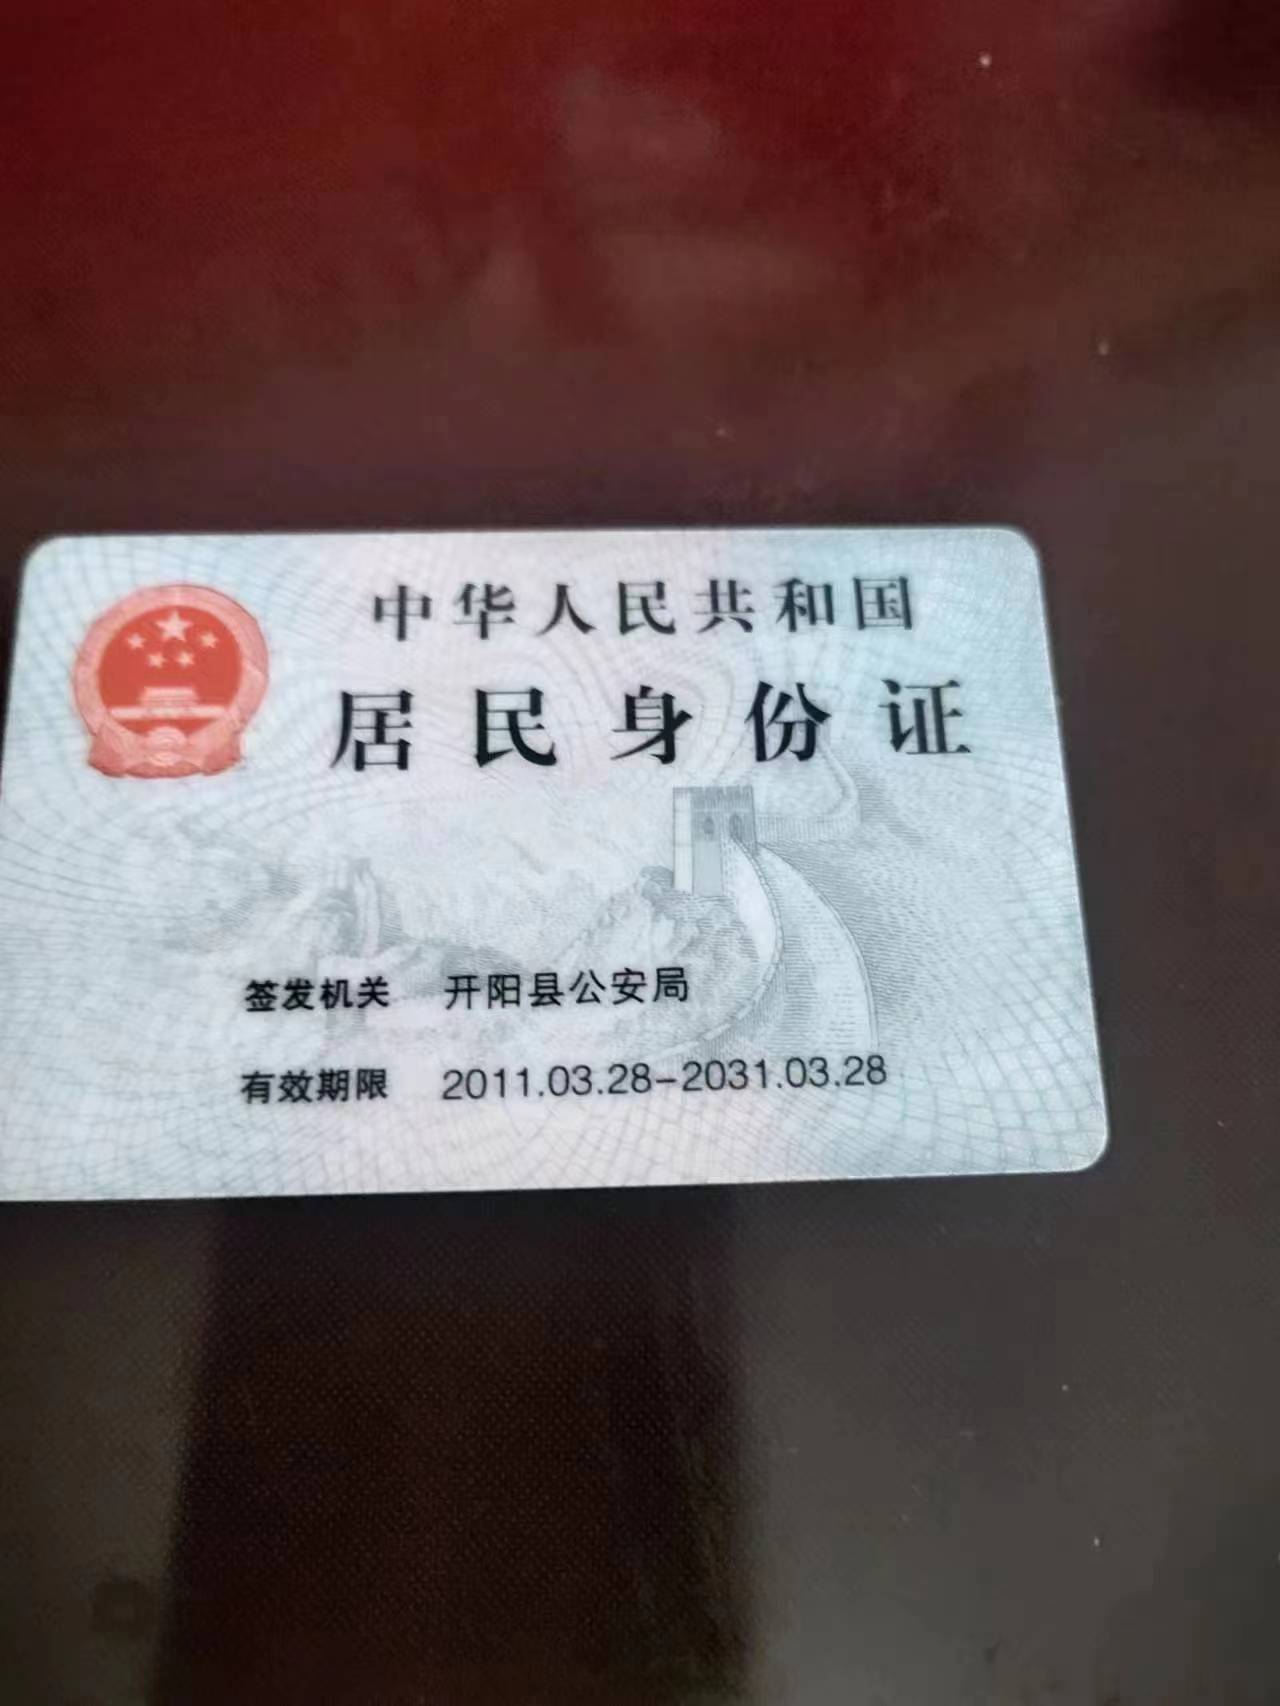 中华人民共和国
居民身份证
签发机关 开阳县公安局
有效期限 2011.03.28-2031.03.28